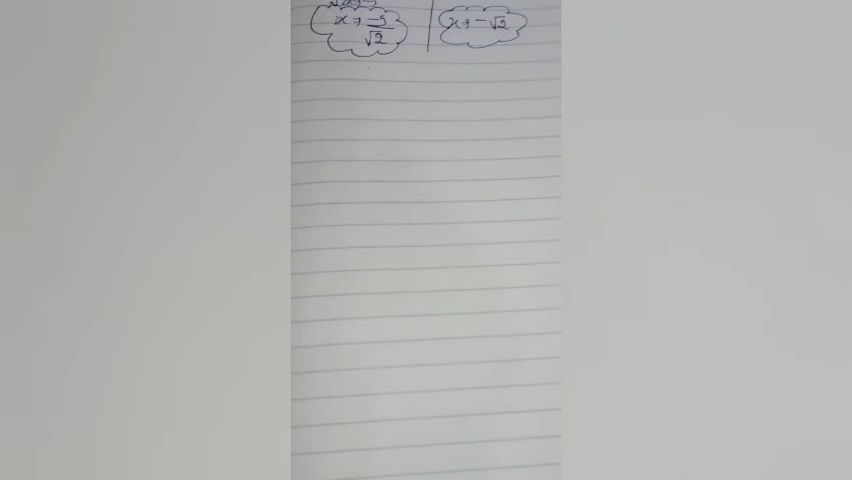 x = -5/√2
x = -√2